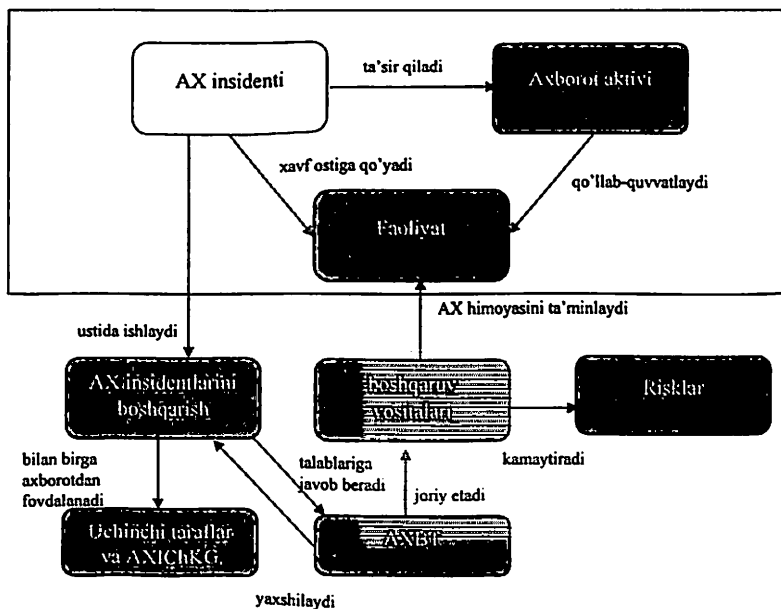 AX insidenti
ta'sir qiladi
Axborot aktivi
xavf ostiga qo'yadi
qo'llab-quvvatlaydi
Faoliyat
AX himoyasini ta'minlaydi
ustida ishlaydi
AX insidentlarini
boshqarish
boshqaruv
vositalari
Risklar
kamaytiradi
bilan birga
axborotdan
fovdalanadi
talablariga
javob beradi
joriy etadi
Uchinchi taraflar
va AXIChKG
AXBT
yaxshilaydi